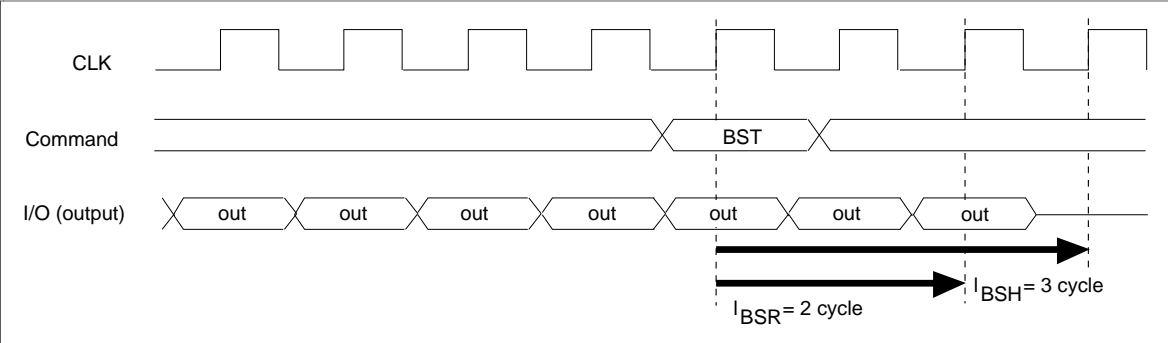 CLK
Command
BST
I/O (output)
out out out out out out out
lBSH= 3 cycle
lBSR= 2 cycle